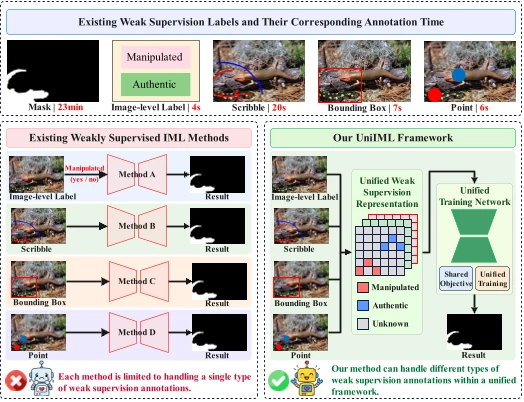 Existing Weak Supervision Labels and Their Corresponding Annotation Time
Manipulated
Authentic
Mask | 23min
Image-level Label | 4s
Scribble | 20s
Bounding Box | 7s
Point | 6s
Existing Weakly Supervised IML Methods
Manipulated
(yes / no)
Image-level Label
Method A
Result
Scribble
Method B
Result
Bounding Box
Method C
Result
Point
Method D
Result
Each method is limited to handling a single type
of weak supervision annotations.
Our UniIML Framework
Image-level Label
Scribble
Bounding Box
Point
Unified Weak
Supervision
Representation
Manipulated
Authentic
Unknown
Unified
Training Network
Shared
Objective
Unified
Training
Result
Our method can handle different types of
weak supervision annotations within a unified
framework.